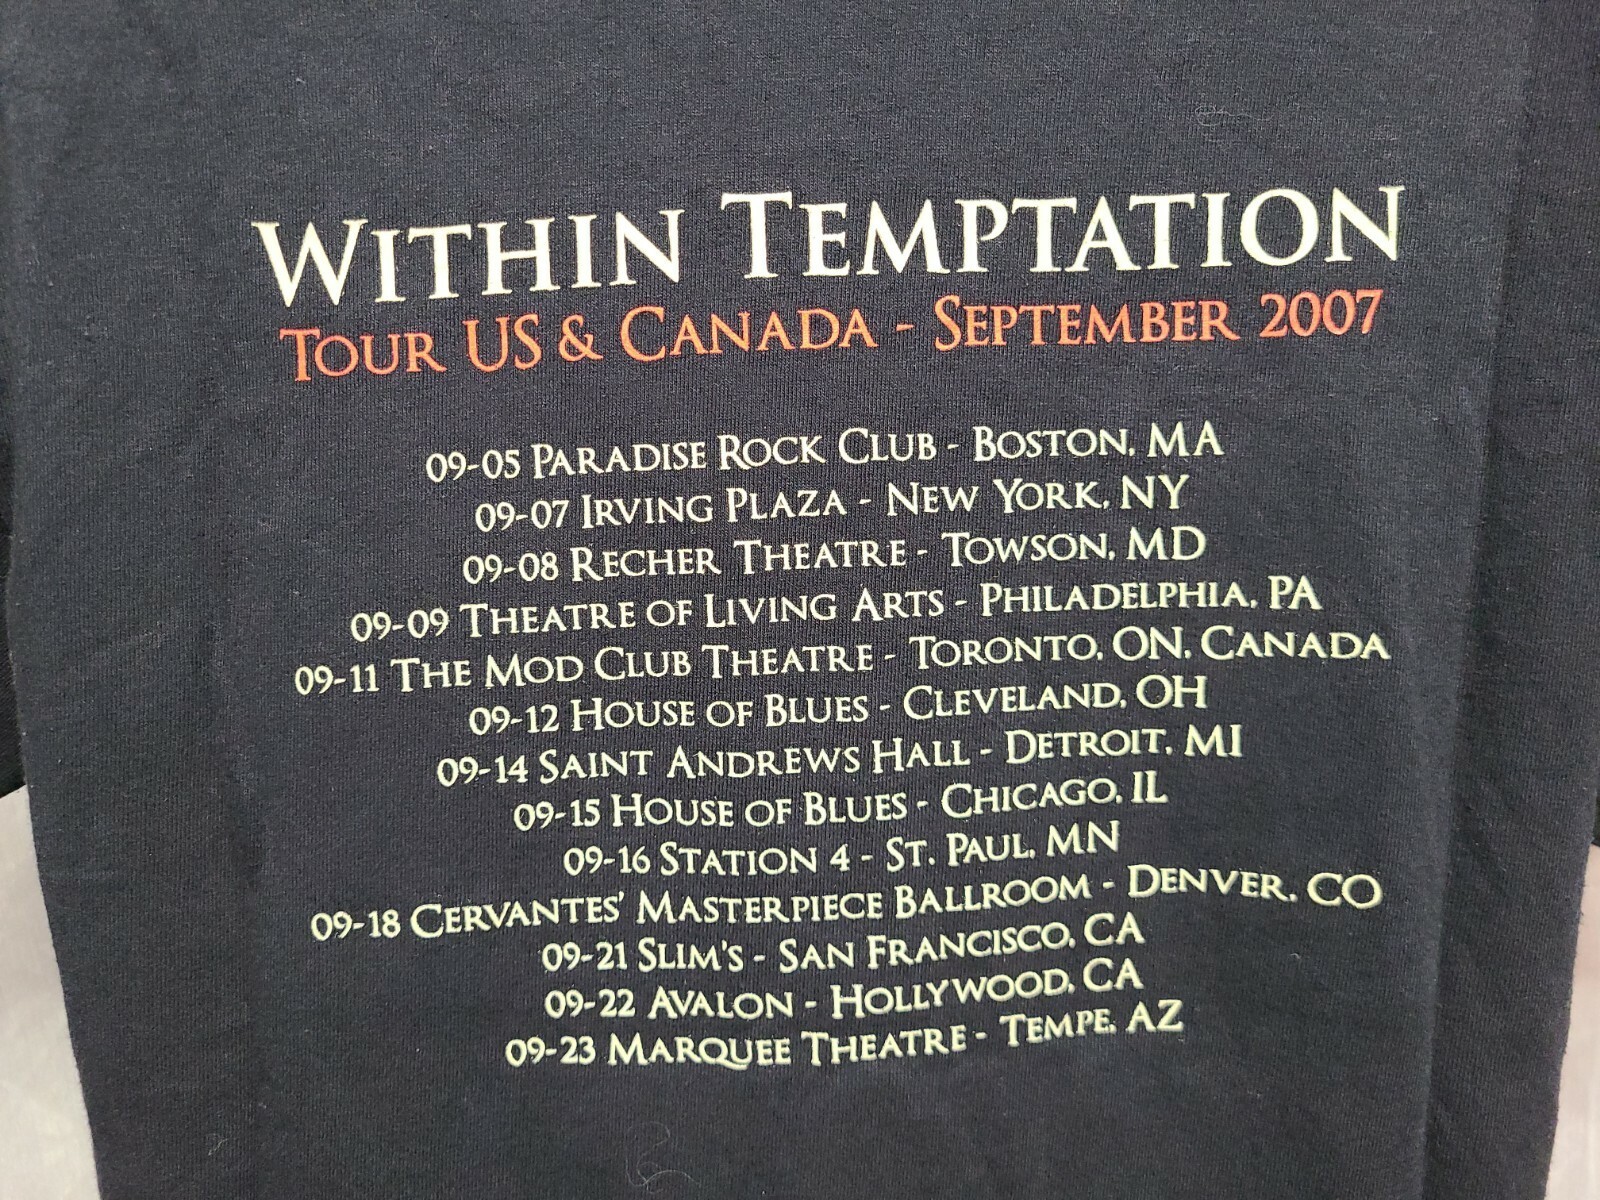 WITHIN TEMPTATION
TOUR US & CANADA - SEPTEMBER 2007
09-05 PARADISE ROCK CLUB - BOSTON, MA
09-07 IRVING PLAZA - NEW YORK, NY
09-08 RECHER THEATRE - TOWSON, MD
09-09 THEATRE OF LIVING ARTS - PHILADELPHIA, PA
09-11 THE MOD CLUB THEATRE - TORONTO, ON, CANADA
09-12 HOUSE OF BLUES - CLEVELAND, OH
09-14 SAINT ANDREWS HALL - DETROIT, MI
09-15 HOUSE OF BLUES - CHICAGO, IL
09-16 STATION 4 - ST. PAUL, MN
09-18 CERVANTES' MASTERPIECE BALLROOM - DENVER, CO
09-21 SLIM'S - SAN FRANCISCO, CA
09-22 AVALON - HOLLYWOOD, CA
09-23 MARQUEE THEATRE - TEMPE, AZ